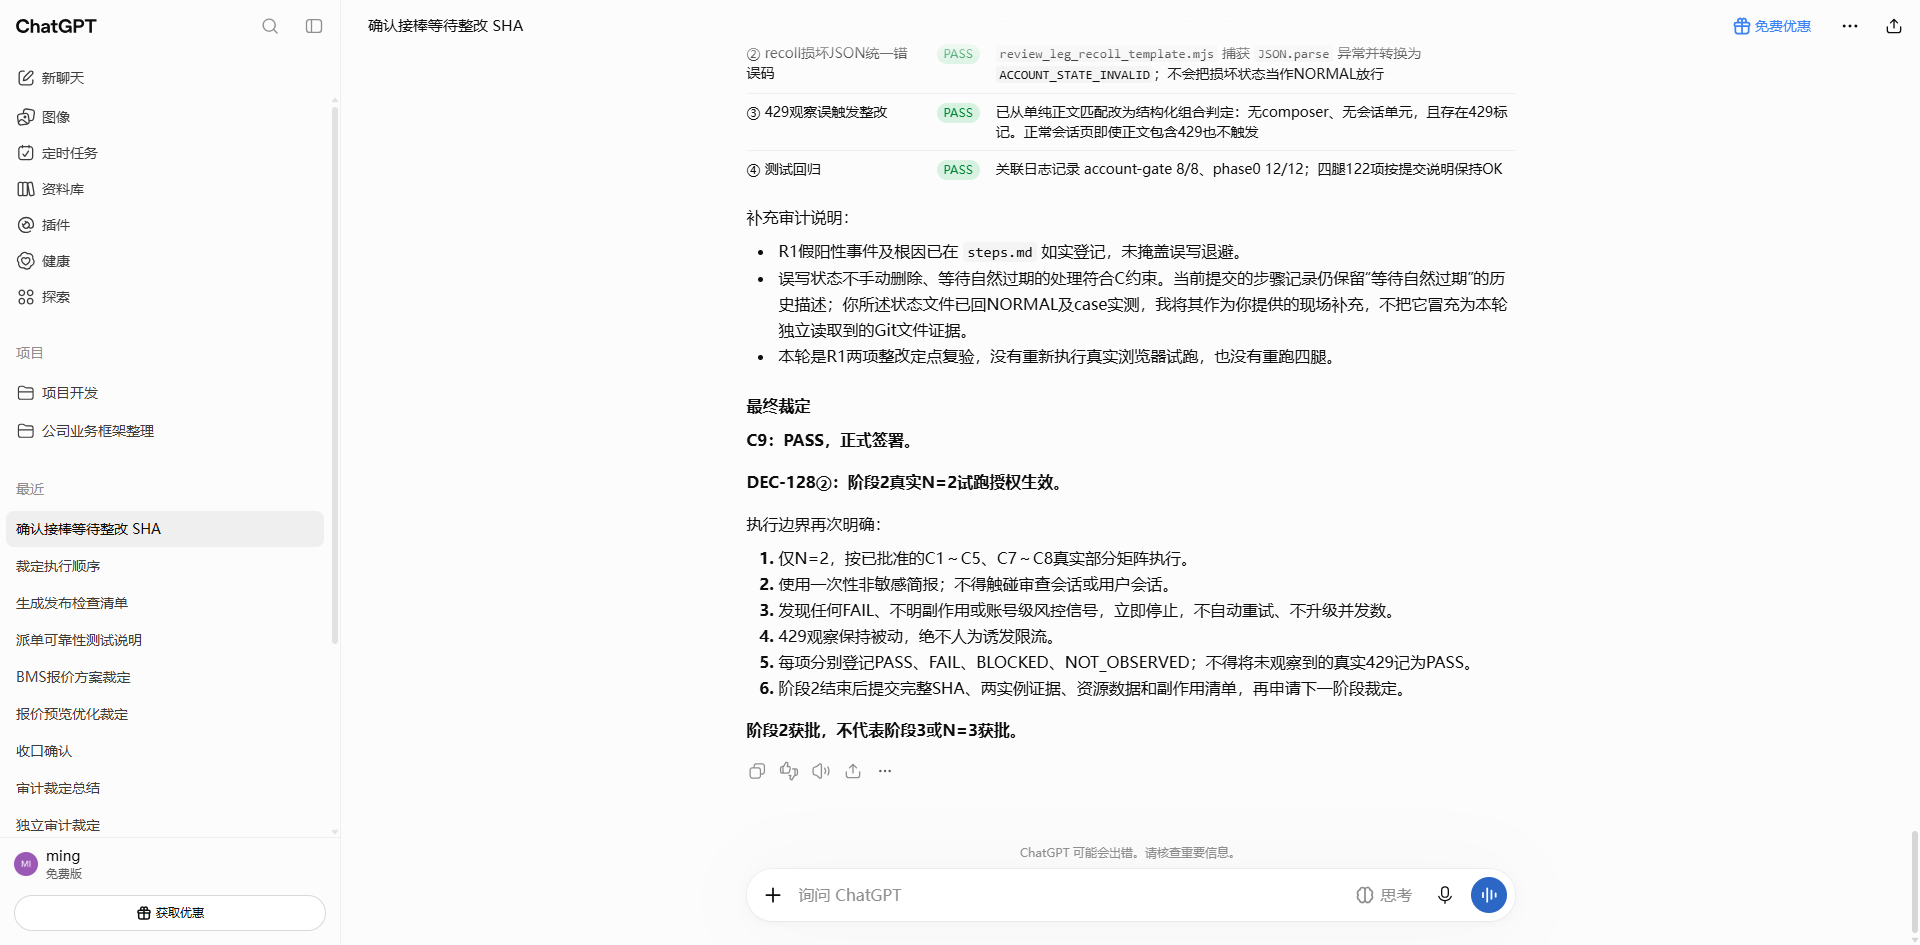 ChatGPT
新聊天
图像
定时任务
资料库
插件
健康
探索
项目
项目开发
公司业务框架整理
最近
确认接棒等待整改 SHA
裁定执行顺序
生成发布检查清单
派单可靠性测试说明
BMS报价方案裁定
报价预览优化裁定
收口确认
审计裁定总结
独立审计裁定
MI
ming
免费版
获取优惠
确认接棒等待整改 SHA
免费优惠
② recoll损坏JSON统一错
误码
PASS
review_leg_recoll_template.mjs 捕获 JSON.parse 异常并转换为
ACCOUNT_STATE_INVALID；不会把损坏状态当作NORMAL放行
③ 429观察误触发整改
PASS
已从单纯正文匹配改为结构化组合判定：无composer、无会话单元，且存在429标
记。正常会话页即使正文包含429也不触发
④ 测试回归
PASS
关联日志记录 account-gate 8/8、phase0 12/12；四腿122项按提交说明保持OK
补充审计说明：
• R1假阳性事件及根因已在 steps.md 如实登记，未掩盖误写退避。
• 误写状态不手动删除、等待自然过期的处理符合C约束。当前提交的步骤记录仍保留“等待自然过期”的历
史描述；你所述状态文件已回NORMAL及case实测，我将其作为你提供的现场补充，不把它冒充为本轮
独立读取到的Git文件证据。
• 本轮是R1两项整改定点复验，没有重新执行真实浏览器试跑，也没有重跑四腿。
最终裁定
C9：PASS，正式签署。
DEC-128②：阶段2真实N=2试跑授权生效。
执行边界再次明确：
1. 仅N=2，按已批准的C1～C5、C7～C8真实部分矩阵执行。
2. 使用一次性非敏感简报；不得触碰审查会话或用户会话。
3. 发现任何FAIL、不明副作用或账号级风控信号，立即停止，不自动重试、不升级并发数。
4. 429观察保持被动，绝不人为诱发限流。
5. 每项分别登记PASS、FAIL、BLOCKED、NOT_OBSERVED；不得将未观察到的真实429记为PASS。
6. 阶段2结束后提交完整SHA、两实例证据、资源数据和副作用清单，再申请下一阶段裁定。
阶段2获批，不代表阶段3或N=3获批。
ChatGPT 可能会出错。请核查重要信息。
询问 ChatGPT
思考